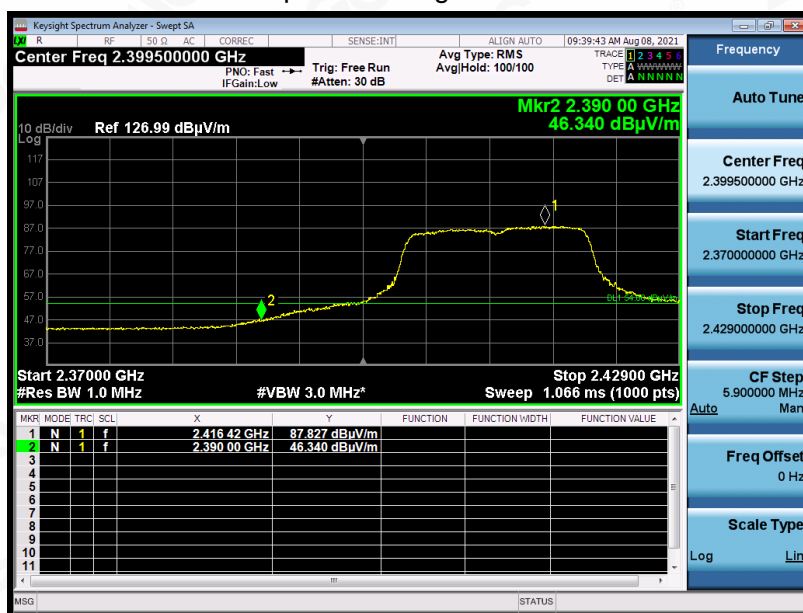 Keysight Spectrum Analyzer - Swept SA
LXI R RF 50 Ω AC CORREC SENSE:INT ALIGN AUTO 09:39:43 AM Aug 08, 2021
Center Freq 2.399500000 GHz
PNO: Fast
IFGain:Low
Trig: Free Run
#Atten: 30 dB
Avg Type: RMS
Avg|Hold: 100/100
TRACE 1 2 3 4 5 6
TYPE A WWWWW
DET A N N N N N
Mkr2 2.390 00 GHz
46.340 dBµV/m
10 dB/div Ref 126.99 dBµV/m
Log
117
107
97.0
87.0
77.0
67.0
57.0
47.0
37.0
1
2
Start 2.37000 GHz Stop 2.42900 GHz
#Res BW 1.0 MHz #VBW 3.0 MHz* Sweep 1.066 ms (1000 pts)
MKR MODE TRC SCL X Y FUNCTION FUNCTION WIDTH FUNCTION VALUE
1 N 1 f 2.416 42 GHz 87.827 dBµV/m
2 N 1 f 2.390 00 GHz 46.340 dBµV/m
3
4
5
6
7
8
9
10
11
MSG STATUS
Frequency
Auto Tune
Center Freq
2.399500000 GHz
Start Freq
2.370000000 GHz
Stop Freq
2.429000000 GHz
CF Step
5.900000 MHz
Auto Man
Freq Offset
0 Hz
Scale Type
Log Lin